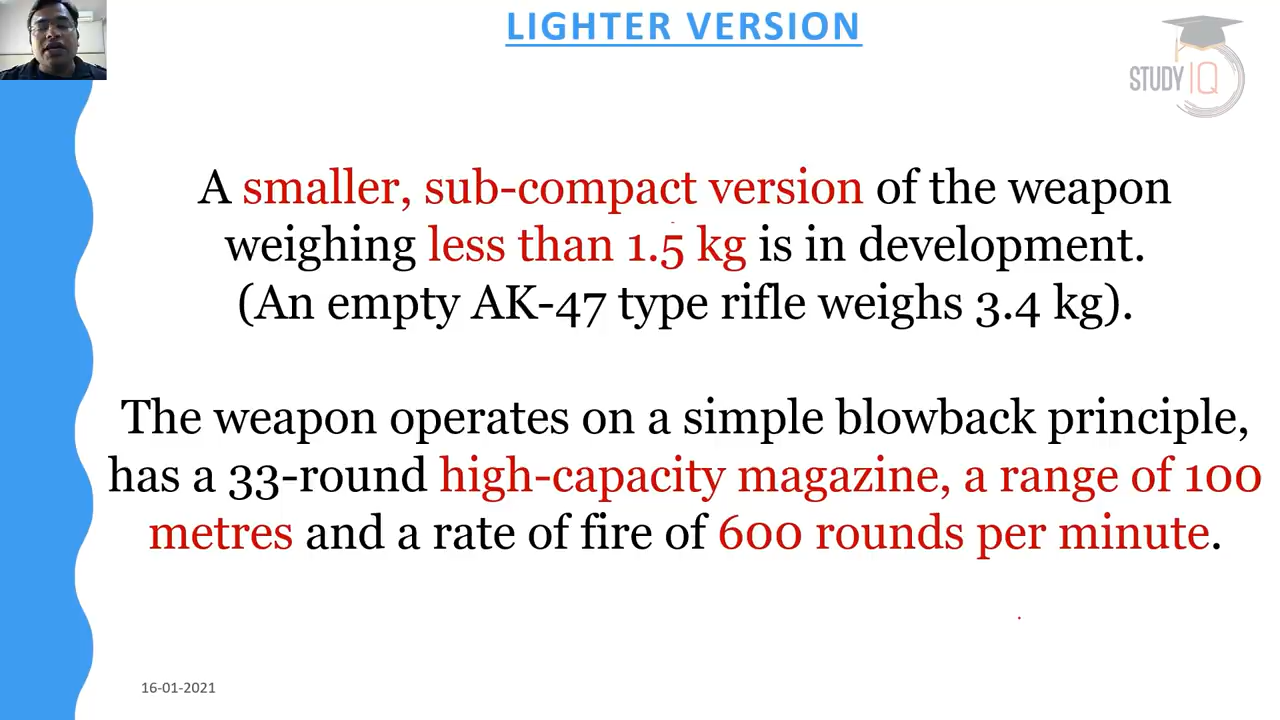 LIGHTER VERSION
STUDY IQ
A smaller, sub-compact version of the weapon
weighing less than 1.5 kg is in development.
(An empty AK-47 type rifle weighs 3.4 kg).
The weapon operates on a simple blowback principle,
has a 33-round high-capacity magazine, a range of 100
metres and a rate of fire of 600 rounds per minute.
16-01-2021